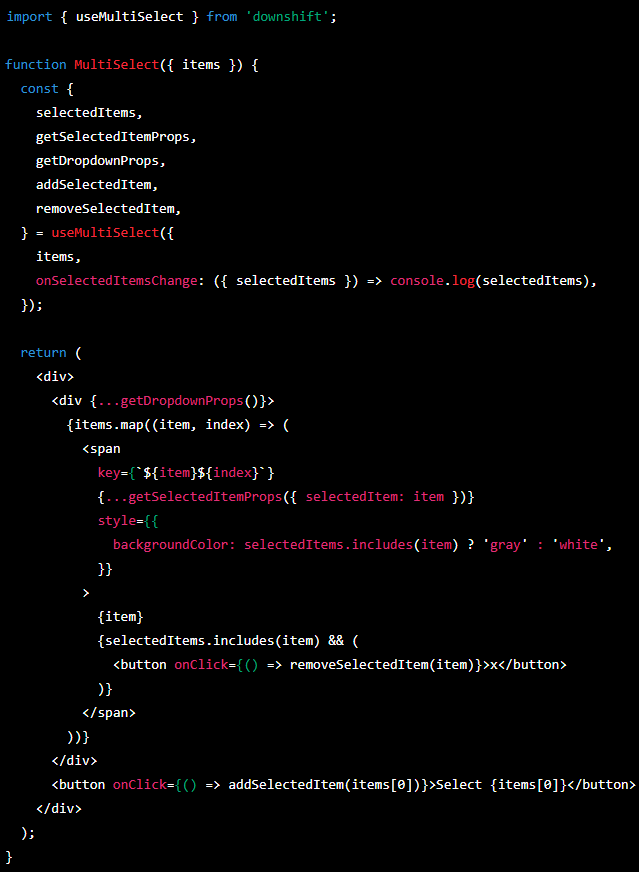 import { useMultiSelect } from 'downshift';

function MultiSelect({ items }) {
  const {
    selectedItems,
    getSelectedItemProps,
    getDropdownProps,
    addSelectedItem,
    removeSelectedItem,
  } = useMultiSelect({
    items,
    onSelectedItemsChange: ({ selectedItems }) => console.log(selectedItems),
  });

  return (
    <div>
      <div {...getDropdownProps()}>
        {items.map((item, index) => (
          <span
            key={`${item}${index}`}
            {...getSelectedItemProps({ selectedItem: item })}
            style={{
              backgroundColor: selectedItems.includes(item) ? 'gray' : 'white',
            }}
          >
            {item}
            {selectedItems.includes(item) && (
              <button onClick={() => removeSelectedItem(item)}>x</button>
            )}
          </span>
        ))}
      </div>
      <button onClick={() => addSelectedItem(items[0])}>Select {items[0]}</button>
    </div>
  );
}